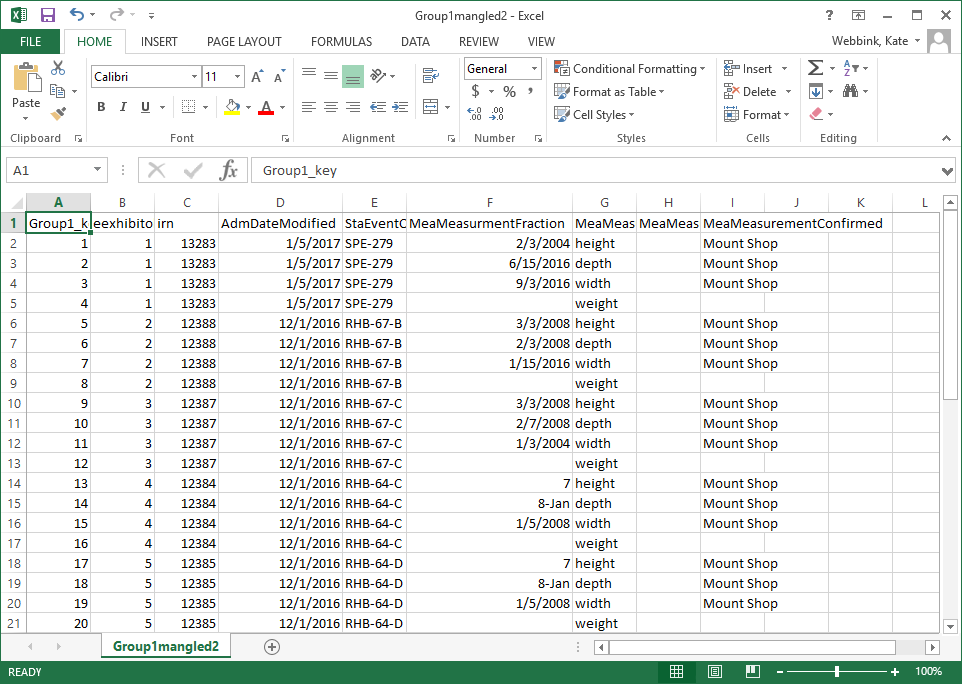 Group1mangled2 - Excel
FILE HOME INSERT PAGE LAYOUT FORMULAS DATA REVIEW VIEW Webbink, Kate
Paste Calibri 11 General Conditional Formatting Insert
$ % , Format as Table Delete
B I U A Cell Styles Format
Clipboard Font Alignment Number Styles Cells Editing
A1 fx Group1_key
A B C D E F G H I J K L
1 Group1_k eexhibito irn AdmDateModified StaEventC MeaMeasurmentFraction MeaMeas MeaMeas MeaMeasurementConfirmed
2 1 1 13283 1/5/2017 SPE-279 2/3/2004 height Mount Shop
3 2 1 13283 1/5/2017 SPE-279 6/15/2016 depth Mount Shop
4 3 1 13283 1/5/2017 SPE-279 9/3/2016 width Mount Shop
5 4 1 13283 1/5/2017 SPE-279 weight
6 5 2 12388 12/1/2016 RHB-67-B 3/3/2008 height Mount Shop
7 6 2 12388 12/1/2016 RHB-67-B 2/3/2008 depth Mount Shop
8 7 2 12388 12/1/2016 RHB-67-B 1/15/2016 width Mount Shop
9 8 2 12388 12/1/2016 RHB-67-B weight
10 9 3 12387 12/1/2016 RHB-67-C 3/3/2008 height Mount Shop
11 10 3 12387 12/1/2016 RHB-67-C 2/7/2008 depth Mount Shop
12 11 3 12387 12/1/2016 RHB-67-C 1/3/2004 width Mount Shop
13 12 3 12387 12/1/2016 RHB-67-C weight
14 13 4 12384 12/1/2016 RHB-64-C 7 height Mount Shop
15 14 4 12384 12/1/2016 RHB-64-C 8-Jan depth Mount Shop
16 15 4 12384 12/1/2016 RHB-64-C 1/5/2008 width Mount Shop
17 16 4 12384 12/1/2016 RHB-64-C weight
18 17 5 12385 12/1/2016 RHB-64-D 7 height Mount Shop
19 18 5 12385 12/1/2016 RHB-64-D 8-Jan depth Mount Shop
20 19 5 12385 12/1/2016 RHB-64-D 1/5/2008 width Mount Shop
21 20 5 12385 12/1/2016 RHB-64-D weight
Group1mangled2
READY 100%